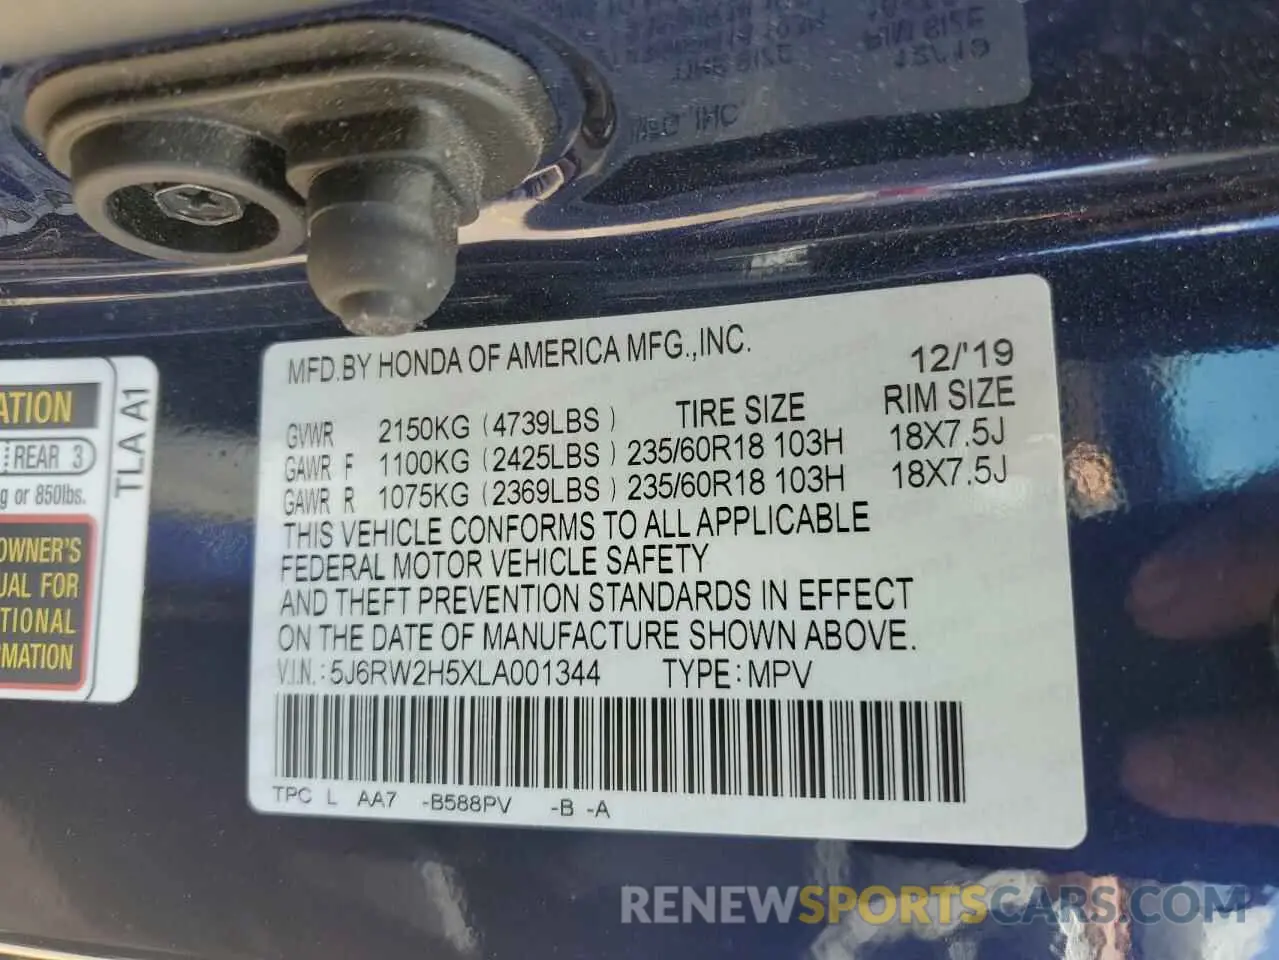 MFD.BY HONDA OF AMERICA MFG.,INC.
12/'19
GVWR 2150KG (4739LBS) TIRE SIZE RIM SIZE
GAWR F 1100KG (2425LBS) 235/60R18 103H 18X7.5J
GAWR R 1075KG (2369LBS) 235/60R18 103H 18X7.5J
THIS VEHICLE CONFORMS TO ALL APPLICABLE
FEDERAL MOTOR VEHICLE SAFETY
AND THEFT PREVENTION STANDARDS IN EFFECT
ON THE DATE OF MANUFACTURE SHOWN ABOVE.
V.I.N.: 5J6RW2H5XLA001344 TYPE: MPV
TPC L AA7 -B588PV -B -A
ATION
REAR 3
or 850lbs.
OWNER'S
UAL FOR
TIONAL
MATION
TLA A1
RENEWSPORTSCARS.COM